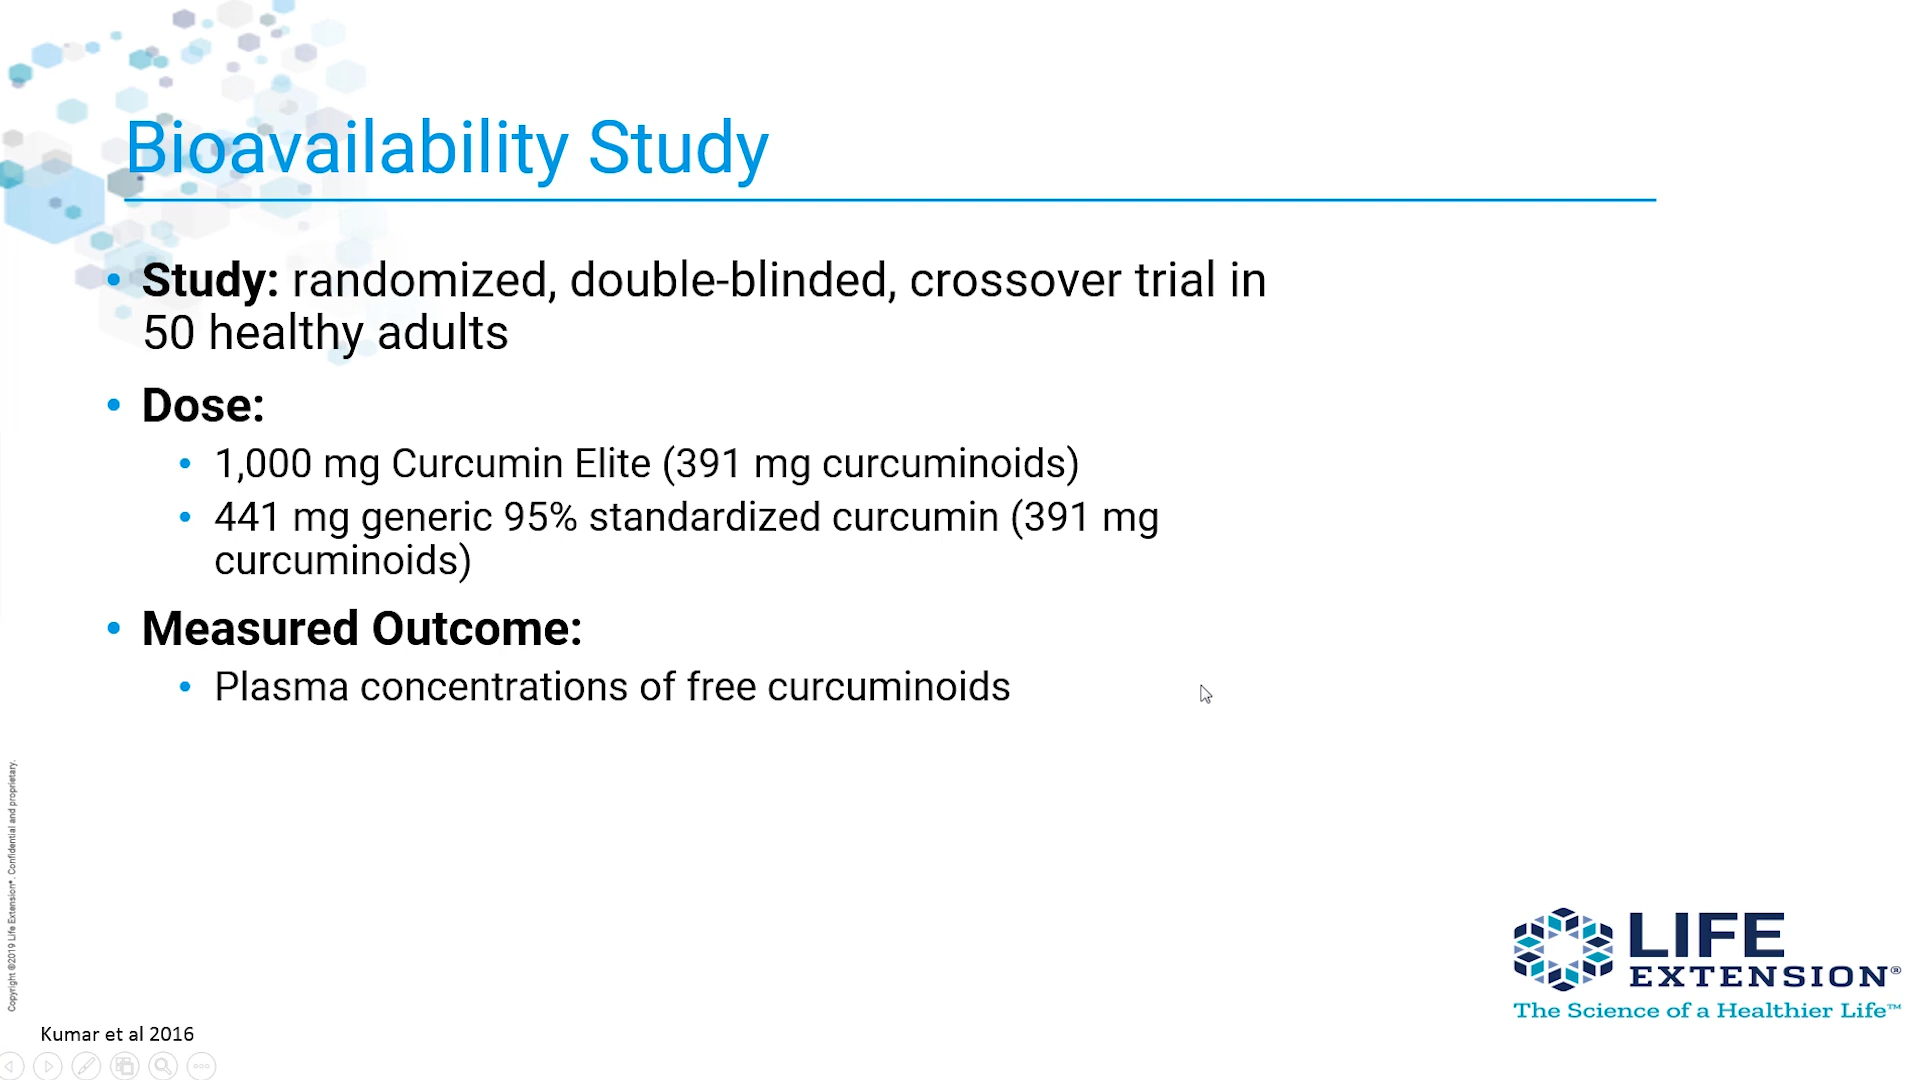 Bioavailability Study
• Study: randomized, double-blinded, crossover trial in
50 healthy adults
• Dose:
• 1,000 mg Curcumin Elite (391 mg curcuminoids)
• 441 mg generic 95% standardized curcumin (391 mg
curcuminoids)
• Measured Outcome:
• Plasma concentrations of free curcuminoids
Copyright ©2019 Life Extension®. Confidential and proprietary.
LIFE
EXTENSION®
The Science of a Healthier Life™
Kumar et al 2016